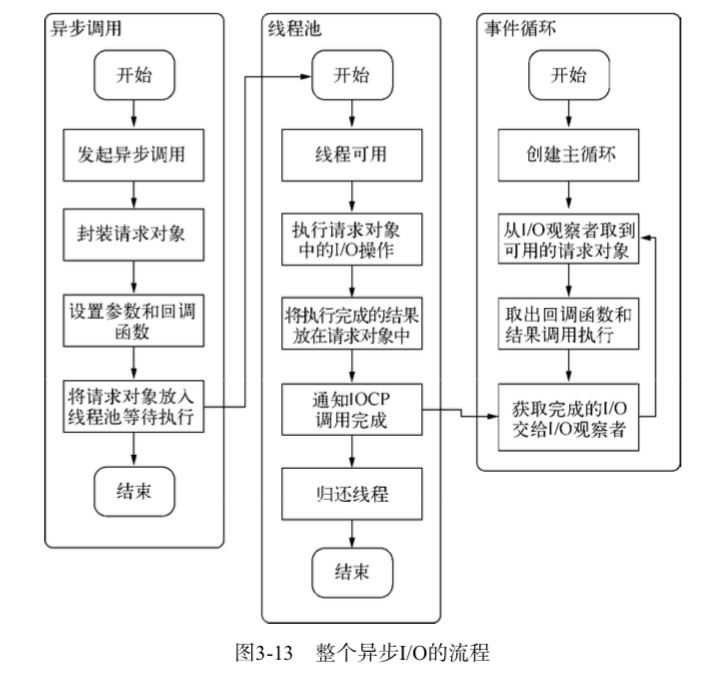 异步调用
开始
发起异步调用
封装请求对象
设置参数和回调
函数
将请求对象放入
线程池等待执行
结束
线程池
开始
线程可用
执行请求对象
中的I/O操作
将执行完成的结果
放在请求对象中
通知IOCP
调用完成
归还线程
结束
事件循环
开始
创建主循环
从I/O观察者取到
可用的请求对象
取出回调函数和
结果调用执行
获取完成的I/O
交给I/O观察者
图3-13 整个异步I/O的流程